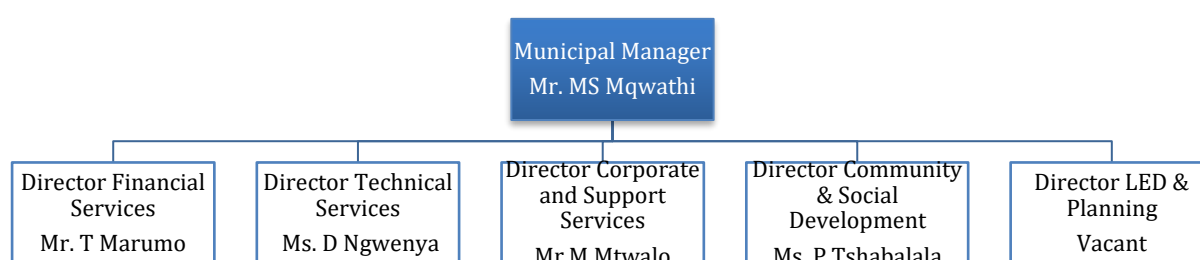 Municipal Manager
Mr. MS Mqwathi
Director Financial
Services
Mr. T Marumo
Director Technical
Services
Ms. D Ngwenya
Director Corporate
and Support
Services
Mr M Mtwalo
Director Community
& Social
Development
Ms. P Tshabalala
Director LED &
Planning
Vacant